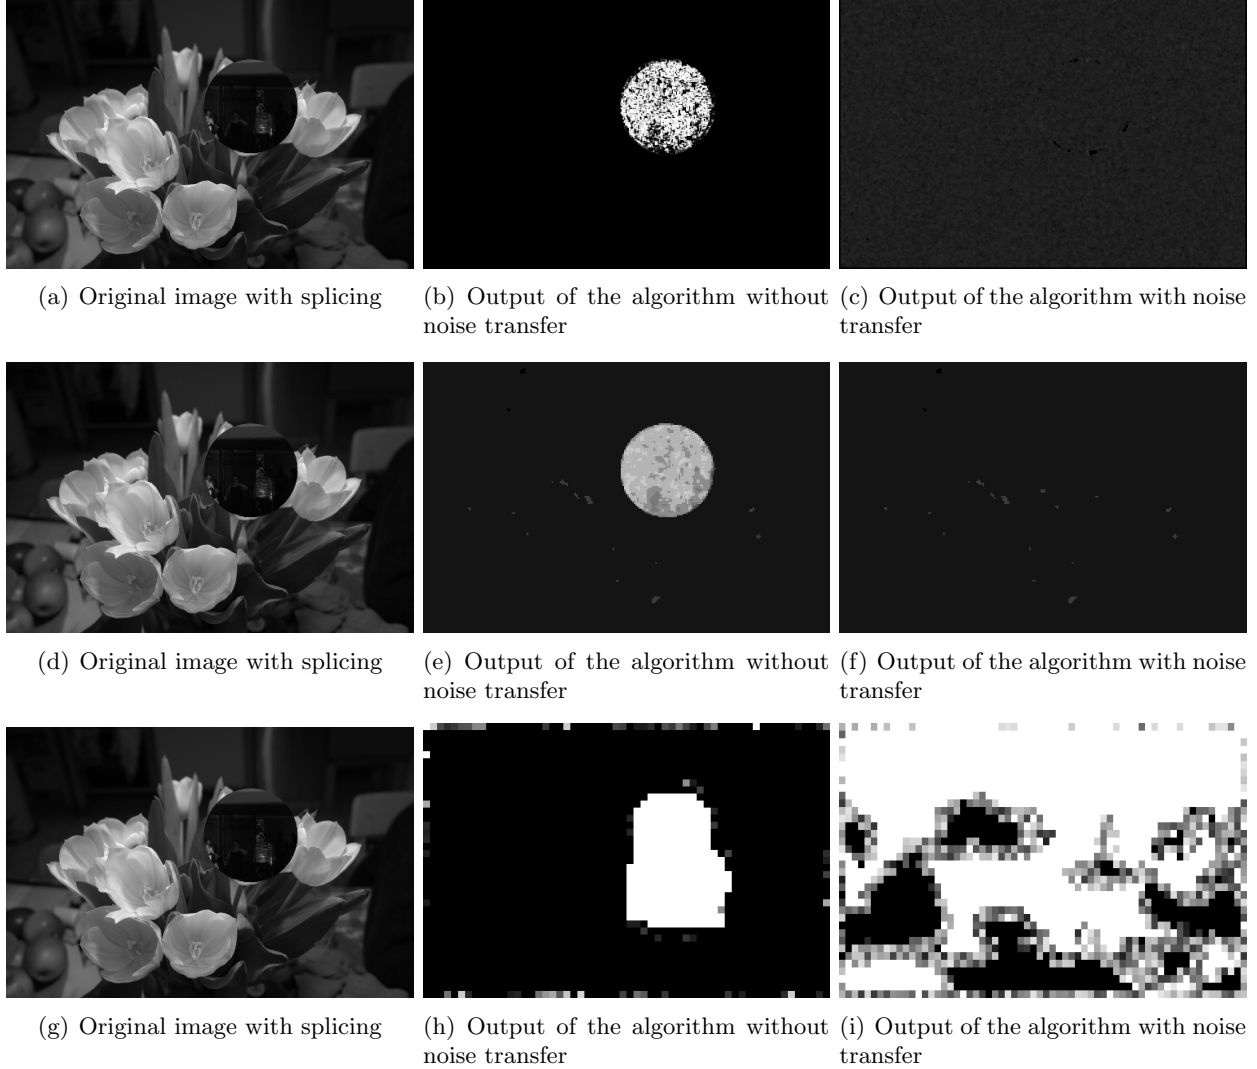 (a) Original image with splicing
(b) Output of the algorithm without
noise transfer
(c) Output of the algorithm with noise
transfer
(d) Original image with splicing
(e) Output of the algorithm without
noise transfer
(f) Output of the algorithm with noise
transfer
(g) Original image with splicing
(h) Output of the algorithm without
noise transfer
(i) Output of the algorithm with noise
transfer